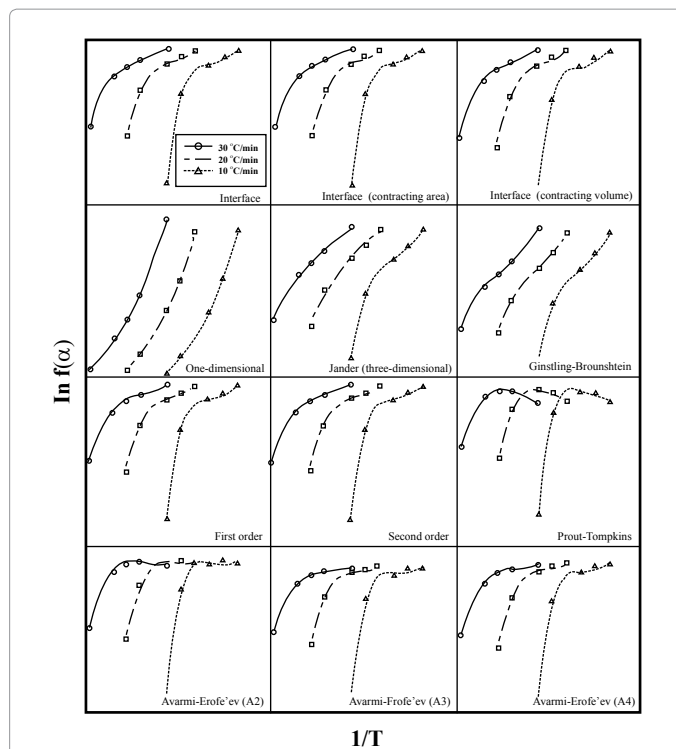 30 °C/min
20 °C/min
10 °C/min
Interface
Interface (contracting area)
Interface (contracting volume)
One-dimensional
Jander (three-dimensional)
Ginstling-Brounshtein
ln f(α)
First order
Second order
Prout-Tompkins
Avarmi-Erofe'ev (A2)
Avarmi-Frofe'ev (A3)
Avarmi-Erofe'ev (A4)
1/T